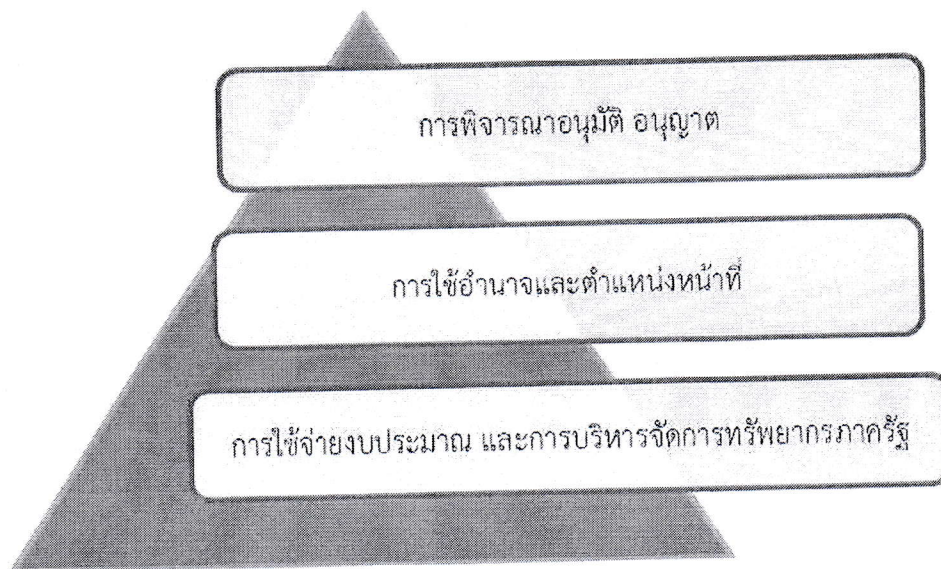 การพิจารณาอนุมัติ อนุญาต
การใช้อำนาจและตำแหน่งหน้าที่
การใช้จ่ายงบประมาณ และการบริหารจัดการทรัพยากรภาครัฐ